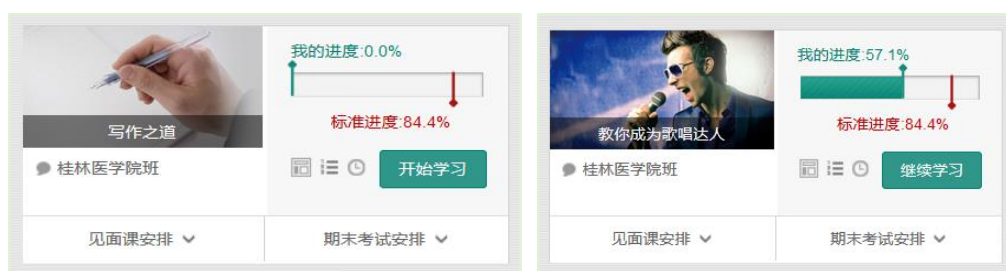 写作之道
桂林医学院班
我的进度:0.0%
标准进度:84.4%
开始学习
见面课安排
期末考试安排
教你成为歌唱达人
桂林医学院班
我的进度:57.1%
标准进度:84.4%
继续学习
见面课安排
期末考试安排